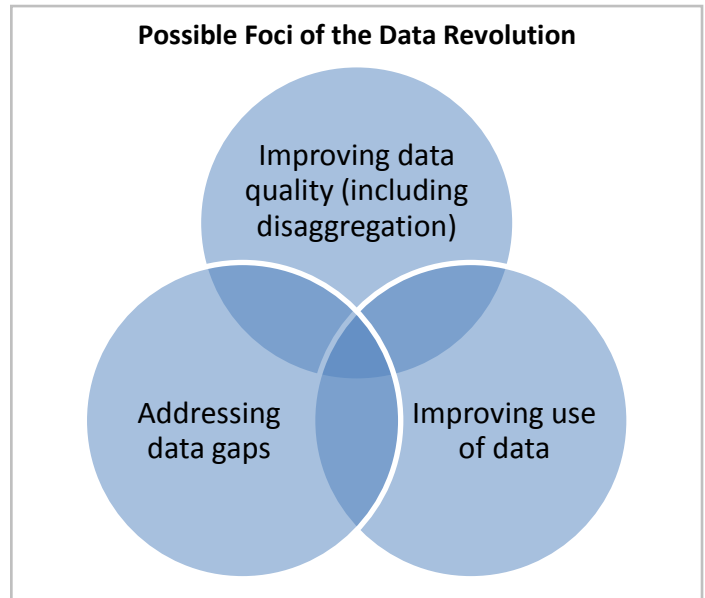 Possible Foci of the Data Revolution
Improving data
quality (including
disaggregation)
Addressing
data gaps
Improving use
of data